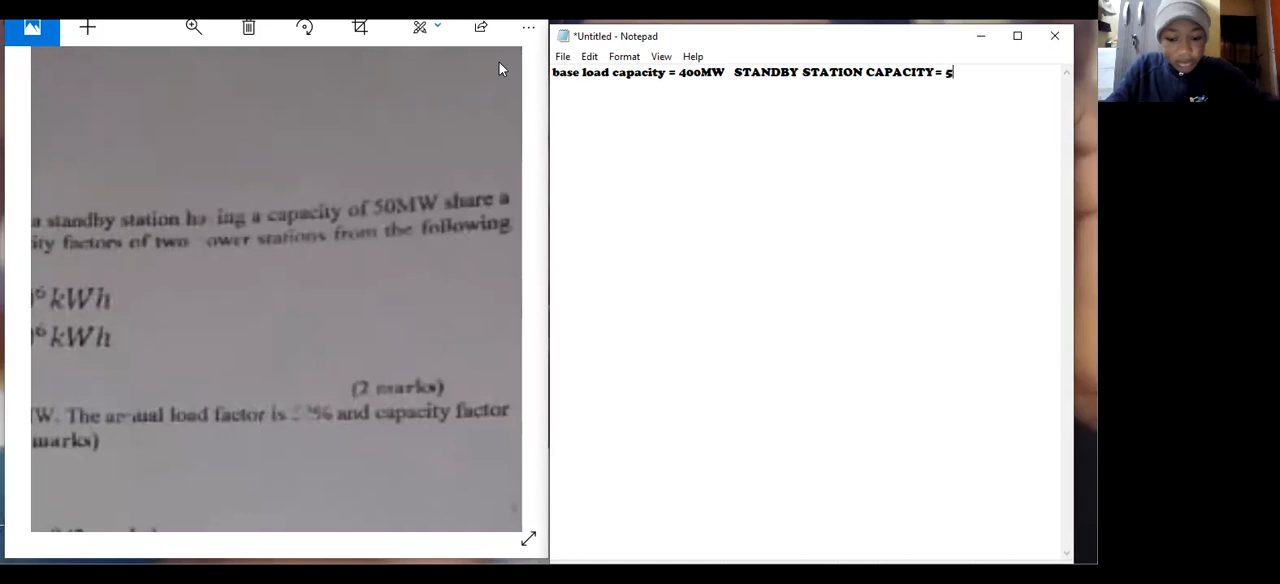 a standby station ha ing a capacity of 50MW share a
ity factors of two ower stations from the following
⁶ kWh
⁶ kWh
(2 marks)
W. The annual load factor is % and capacity factor
marks)
*Untitled - Notepad
File Edit Format View Help
base load capacity = 400MW STANDBY STATION CAPACITY= 5